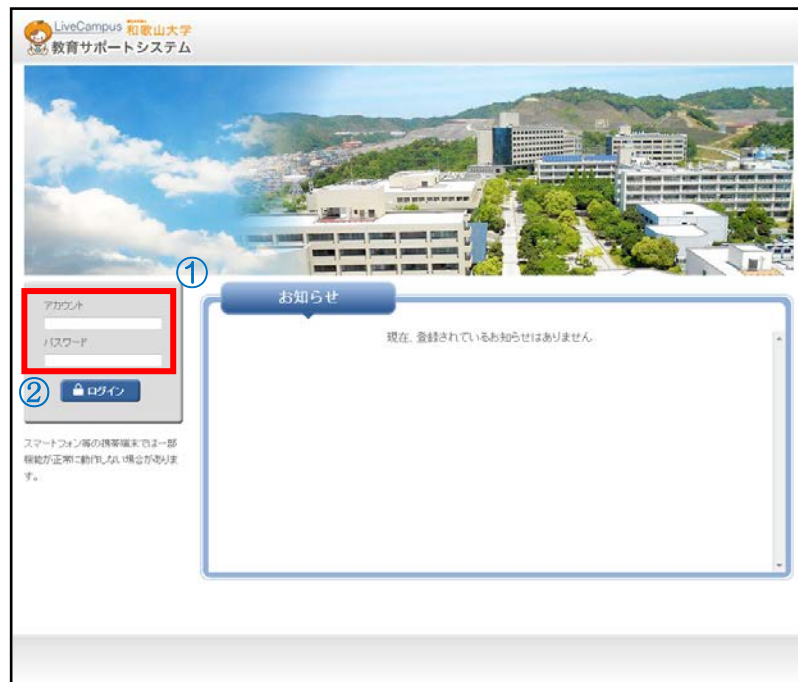 LiveCampus 和歌山大学
教育サポートシステム
①
アカウント
パスワード
② ログイン
お知らせ
現在、登録されているお知らせはありません
スマートフォン等の携帯端末では一部
機能が正常に動作しない場合がありま
す。